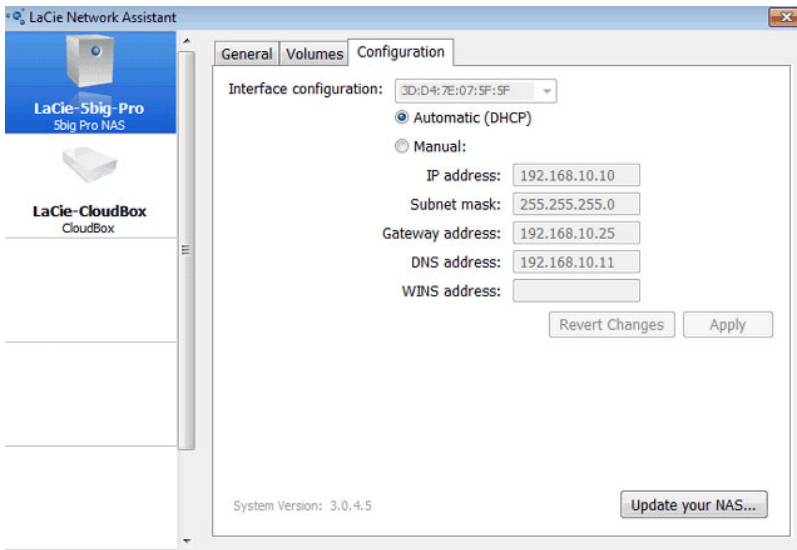 LaCie Network Assistant
LaCie-5big-Pro
5big Pro NAS
LaCie-CloudBox
CloudBox
General Volumes Configuration
Interface configuration: 3D:D4:7E:07:5F:5F
Automatic (DHCP)
Manual:
IP address: 192.168.10.10
Subnet mask: 255.255.255.0
Gateway address: 192.168.10.25
DNS address: 192.168.10.11
WINS address:
Revert Changes Apply
System Version: 3.0.4.5 Update your NAS...